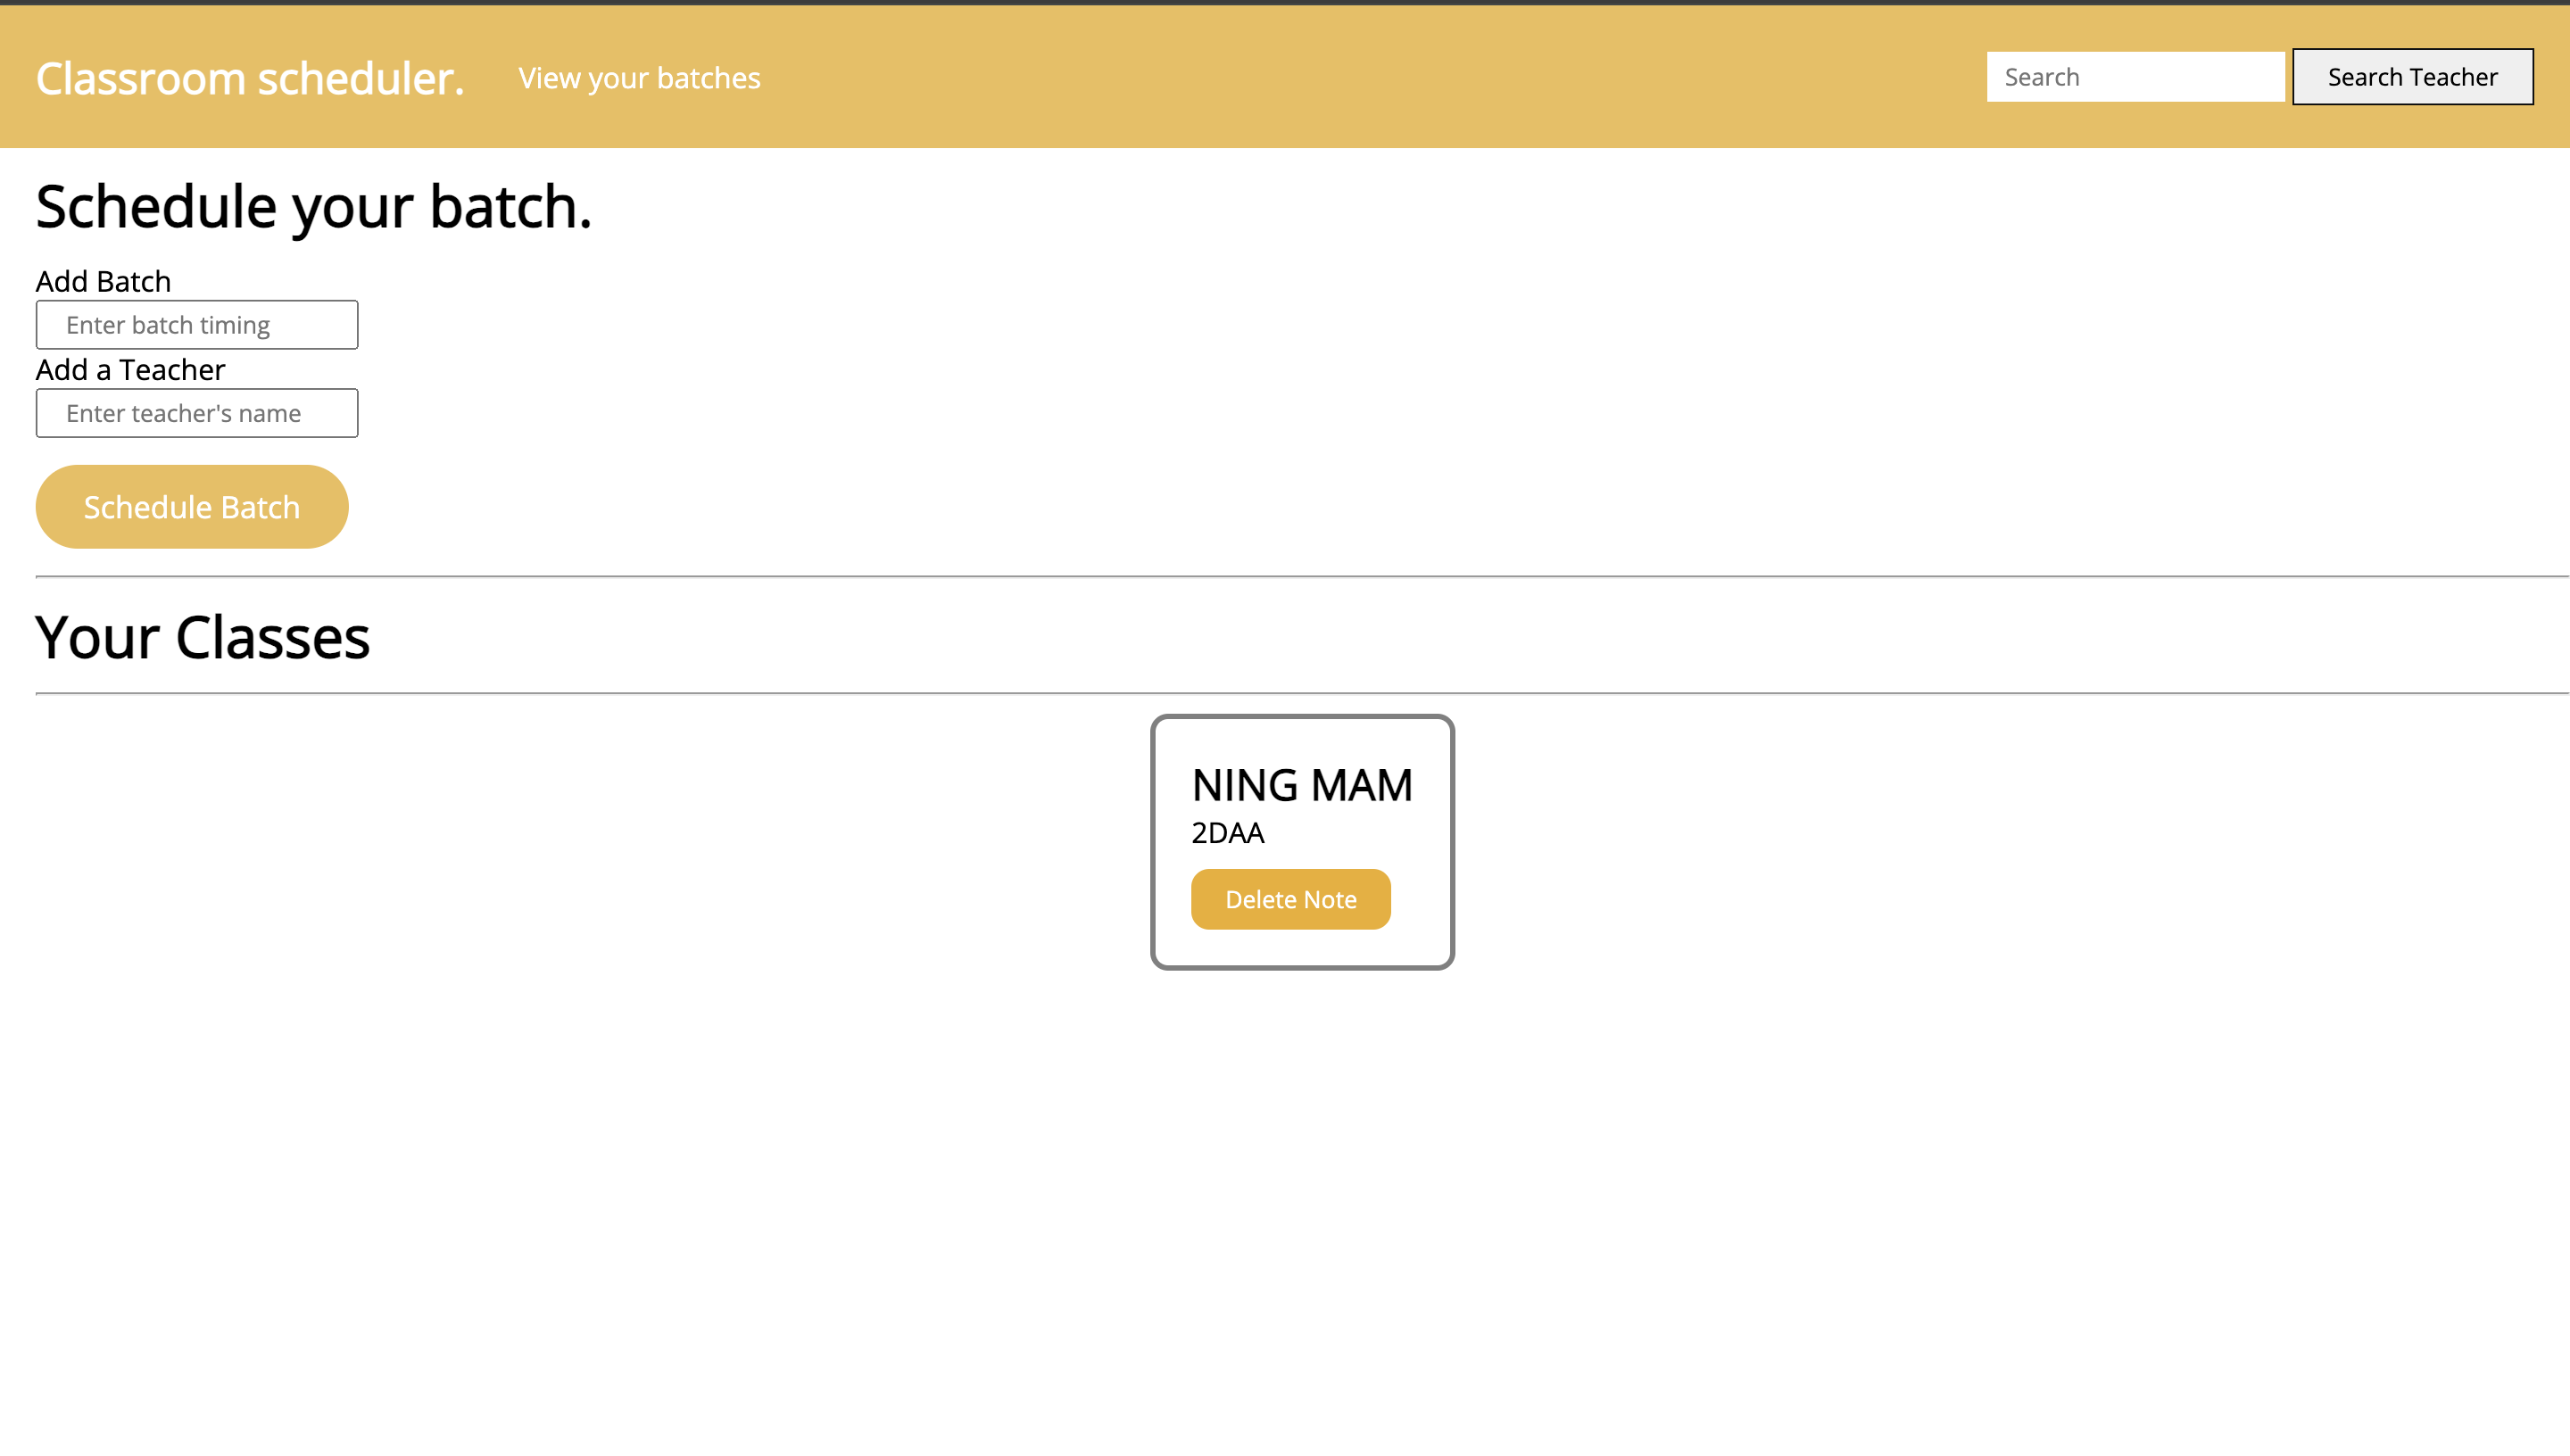 Classroom scheduler. View your batches Search Search Teacher
Schedule your batch.
Add Batch
Enter batch timing
Add a Teacher
Enter teacher's name
Schedule Batch
Your Classes
NING MAM
2DAA
Delete Note